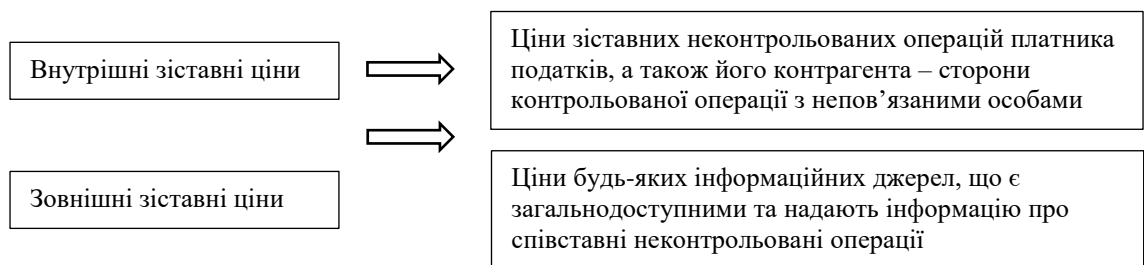 Внутрішні зіставні ціни
Ціни зіставних неконтрольованих операцій платника
податків, а також його контрагента – сторони
контрольованої операції з непов’язаними особами
Зовнішні зіставні ціни
Ціни будь-яких інформаційних джерел, що є
загальнодоступними та надають інформацію про
співставні неконтрольовані операції